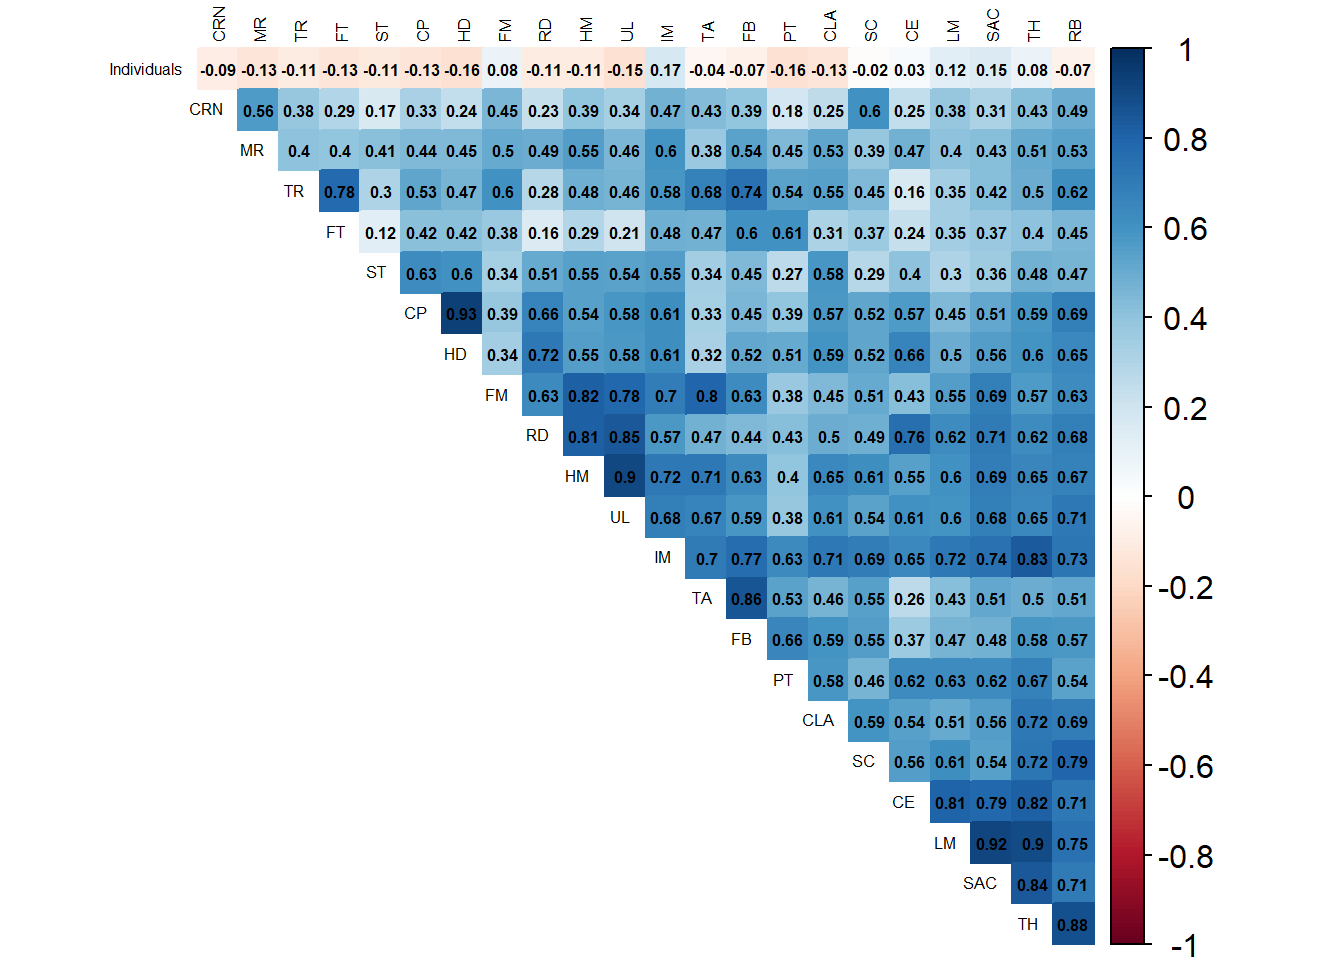 CRN MR TR FT ST CP HD FM RD HM UL IM TA FB PT CLA SC CE LM SAC TH RB
Individuals -0.09 -0.13 -0.11 -0.13 -0.11 -0.13 -0.16 0.08 -0.11 -0.11 -0.15 0.17 -0.04 -0.07 -0.16 -0.13 -0.02 0.03 0.12 0.15 0.08 -0.07
CRN 0.56 0.38 0.29 0.17 0.33 0.24 0.45 0.23 0.39 0.34 0.47 0.43 0.39 0.18 0.25 0.6 0.25 0.38 0.31 0.43 0.49
MR 0.4 0.4 0.41 0.44 0.45 0.5 0.49 0.55 0.46 0.6 0.38 0.54 0.45 0.53 0.39 0.47 0.4 0.43 0.51 0.53
TR 0.78 0.3 0.53 0.47 0.6 0.28 0.48 0.46 0.58 0.68 0.74 0.54 0.55 0.45 0.16 0.35 0.42 0.5 0.62
FT 0.12 0.42 0.42 0.38 0.16 0.29 0.21 0.48 0.47 0.6 0.61 0.31 0.37 0.24 0.35 0.37 0.4 0.45
ST 0.63 0.6 0.34 0.51 0.55 0.54 0.55 0.34 0.45 0.27 0.58 0.29 0.4 0.3 0.36 0.48 0.47
CP 0.93 0.39 0.66 0.54 0.58 0.61 0.33 0.45 0.39 0.57 0.52 0.57 0.45 0.51 0.59 0.69
HD 0.34 0.72 0.55 0.58 0.61 0.32 0.52 0.51 0.59 0.52 0.66 0.5 0.56 0.6 0.65
FM 0.63 0.82 0.78 0.7 0.8 0.63 0.38 0.45 0.51 0.43 0.55 0.69 0.57 0.63
RD 0.81 0.85 0.57 0.47 0.44 0.43 0.5 0.49 0.76 0.62 0.71 0.62 0.68
HM 0.9 0.72 0.71 0.63 0.4 0.65 0.61 0.55 0.6 0.69 0.65 0.67
UL 0.68 0.67 0.59 0.38 0.61 0.54 0.61 0.6 0.68 0.65 0.71
IM 0.7 0.77 0.63 0.71 0.69 0.65 0.72 0.74 0.83 0.73
TA 0.86 0.53 0.46 0.55 0.26 0.43 0.51 0.5 0.51
FB 0.66 0.59 0.55 0.37 0.47 0.48 0.58 0.57
PT 0.58 0.46 0.62 0.63 0.62 0.67 0.54
CLA 0.59 0.54 0.51 0.56 0.72 0.69
SC 0.56 0.61 0.54 0.72 0.79
CE 0.81 0.79 0.82 0.71
LM 0.92 0.9 0.75
SAC 0.84 0.71
TH 0.88
1
0.8
0.6
0.4
0.2
0
-0.2
-0.4
-0.6
-0.8
-1